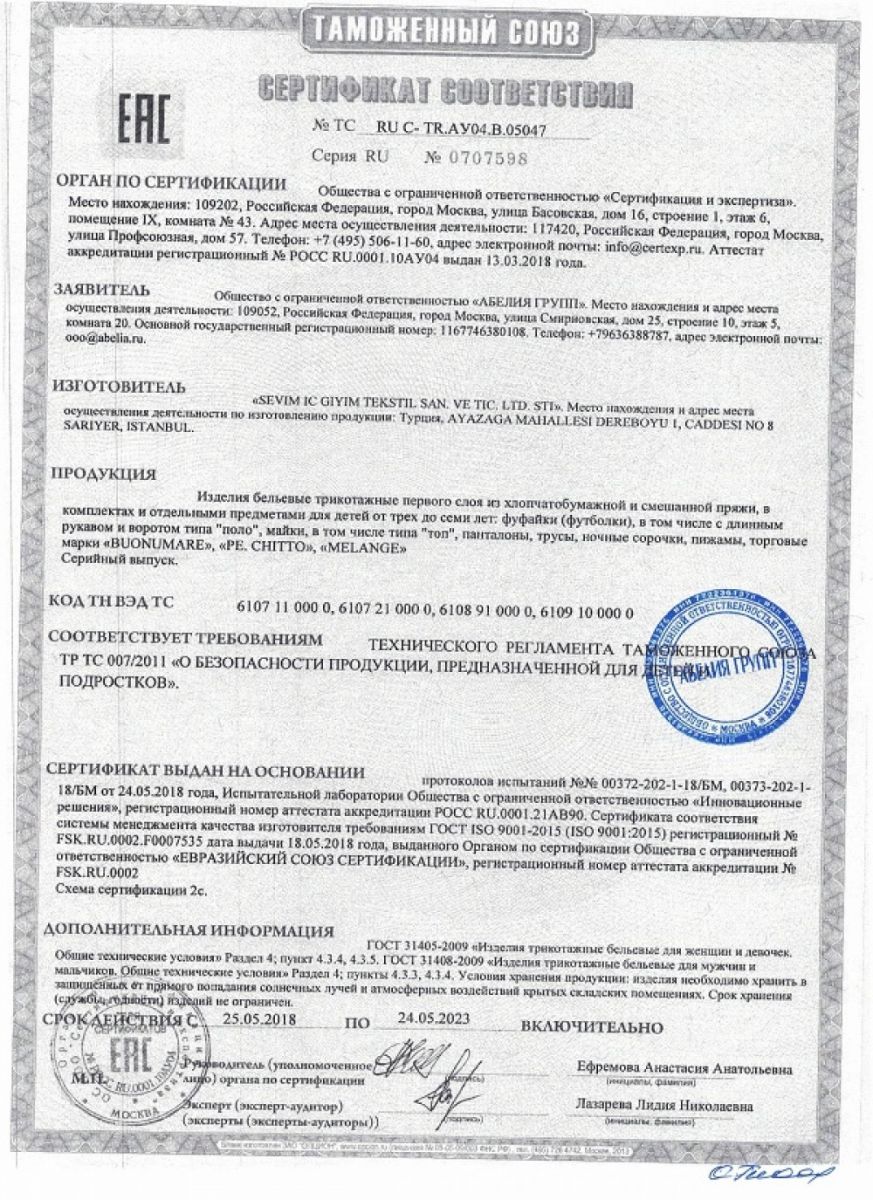 ТАМОЖЕННЫЙ СОЮЗ
СЕРТИФИКАТ СООТВЕТСТВИЯ
ЕАС
№ ТС RU С- TR.АУ04.В.05047
Серия RU № 0707598
ОРГАН ПО СЕРТИФИКАЦИИ Общества с ограниченной ответственностью «Сертификация и экспертиза».
Место нахождения: 109202, Российская Федерация, город Москва, улица Басовская, дом 16, строение 1, этаж 6,
помещение IX, комната № 43. Адрес места осуществления деятельности: 117420, Российская Федерация, город Москва,
улица Профсоюзная, дом 57. Телефон: +7 (495) 506-11-60, адрес электронной почты: info@certexp.ru. Аттестат
аккредитации регистрационный № РОСС RU.0001.10АУ04 выдан 13.03.2018 года.
ЗАЯВИТЕЛЬ Общество с ограниченной ответственностью «АБЕЛИЯ ГРУПП». Место нахождения и адрес места
осуществления деятельности: 109052, Российская Федерация, город Москва, улица Смирновская, дом 25, строение 10, этаж 5,
комната 20. Основной государственный регистрационный номер: 1167746380108. Телефон: +79636388787, адрес электронной почты:
ooo@abelia.ru.
ИЗГОТОВИТЕЛЬ «SEVIM IC GIYIM TEKSTIL SAN. VE TIC. LTD. STI». Место нахождения и адрес места
осуществления деятельности по изготовлению продукции: Турция, AYAZAGA MAHALLESI DEREBOYU 1, CADDESI NO 8
SARIYER, ISTANBUL.
ПРОДУКЦИЯ
Изделия бельевые трикотажные первого слоя из хлопчатобумажной и смешанной пряжи, в
комплектах и отдельными предметами для детей от трех до семи лет: фуфайки (футболки), в том числе с длинным
рукавом и воротом типа "поло", майки, в том числе типа "топ", панталоны, трусы, ночные сорочки, пижамы, торговые
марки «BUONUMARE», «PE. CHITTO», «MELANGE»
Серийный выпуск.
КОД ТН ВЭД ТС 6107 11 000 0, 6107 21 000 0, 6108 91 000 0, 6109 10 000 0
СООТВЕТСТВУЕТ ТРЕБОВАНИЯМ ТЕХНИЧЕСКОГО РЕГЛАМЕНТА ТАМОЖЕННОГО СОЮЗА
ТР ТС 007/2011 «О БЕЗОПАСНОСТИ ПРОДУКЦИИ, ПРЕДНАЗНАЧЕННОЙ ДЛЯ ДЕТЕЙ И
ПОДРОСТКОВ».
АБЕЛИЯ ГРУПП
МОСКВА
СЕРТИФИКАТ ВЫДАН НА ОСНОВАНИИ протоколов испытаний №№ 00372-202-1-18/БМ, 00373-202-1-
18/БМ от 24.05.2018 года, Испытательной лаборатории Общества с ограниченной ответственностью «Инновационные
решения», регистрационный номер аттестата аккредитации РОСС RU.0001.21АВ90. Сертификата соответствия
системы менеджмента качества изготовителя требованиям ГОСТ ISO 9001-2015 (ISO 9001:2015) регистрационный №
FSK.RU.0002.F0007535 дата выдачи 18.05.2018 года, выданного Органом по сертификации Общества с ограниченной
ответственностью «ЕВРАЗИЙСКИЙ СОЮЗ СЕРТИФИКАЦИИ», регистрационный номер аттестата аккредитации №
FSK.RU.0002
Схема сертификации 2с.
ДОПОЛНИТЕЛЬНАЯ ИНФОРМАЦИЯ ГОСТ 31405-2009 «Изделия трикотажные бельевые для женщин и девочек.
Общие технические условия» Раздел 4; пункт 4.3.4, 4.3.5. ГОСТ 31408-2009 «Изделия трикотажные бельевые для мужчин и
мальчиков. Общие технические условия» Раздел 4; пункты 4.3.3, 4.3.4. Условия хранения продукции: изделия необходимо хранить в
защищенных от прямого попадания солнечных лучей и атмосферных воздействий крытых складских помещениях. Срок хранения
(службы, годности) изделий не ограничен.
СРОК ДЕЙСТВИЯ С 25.05.2018 ПО 24.05.2023 ВКЛЮЧИТЕЛЬНО
СЕРТИФИКАТОВ
ЕАС
МОСКВА
М.П.
Руководитель (уполномоченное
лицо) органа по сертификации
(подпись)
Ефремова Анастасия Анатольевна
(инициалы, фамилия)
Эксперт (эксперт-аудитор)
(эксперты (эксперты-аудиторы))
(подпись)
Лазарева Лидия Николаевна
(инициалы, фамилия)